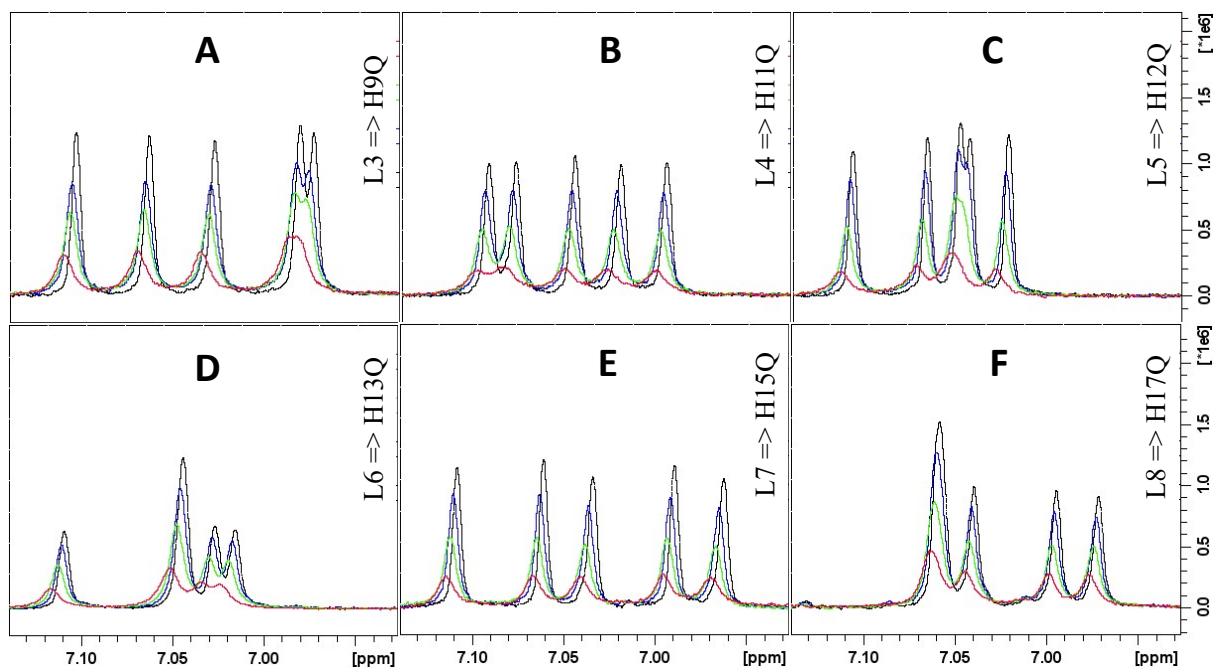 A
L3 => H9Q
B
L4 => H11Q
C
L5 => H12Q
[*1e6]
1.5
1.0
0.5
0.0
D
L6 => H13Q
E
L7 => H15Q
F
L8 => H17Q
[*1e6]
1.5
1.0
0.5
0.0
7.10 7.05 7.00 [ppm]
7.10 7.05 7.00 [ppm]
7.10 7.05 7.00 [ppm]